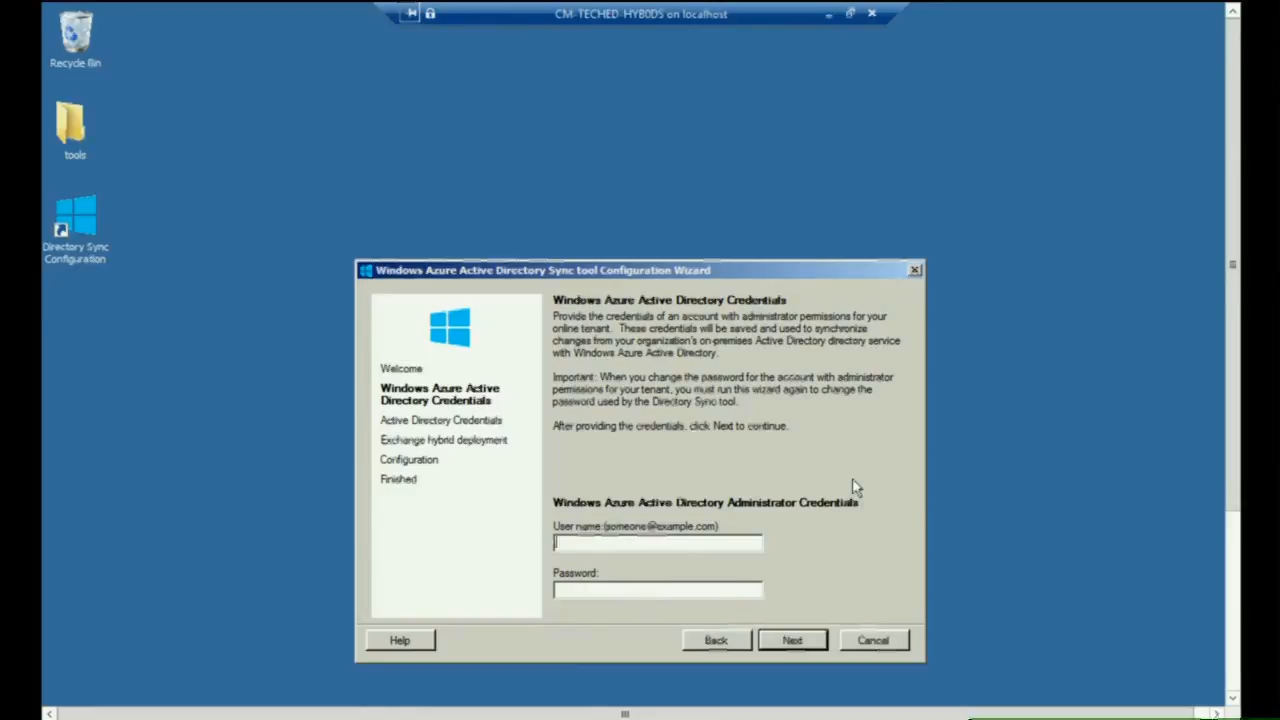 CM-TECHED-HYB0DS on localhost
Recycle Bin
tools
Directory Sync
Configuration
Windows Azure Active Directory Sync tool Configuration Wizard
Welcome
Windows Azure Active
Directory Credentials
Active Directory Credentials
Exchange hybrid deployment
Configuration
Finished
Windows Azure Active Directory Credentials
Provide the credentials of an account with administrator permissions for your
online tenant. These credentials will be saved and used to synchronize
changes from your organization's on-premises Active Directory directory service
with Windows Azure Active Directory.
Important: When you change the password for the account with administrator
permissions for your tenant, you must run this wizard again to change the
password used by the Directory Sync tool.
After providing the credentials, click Next to continue.
Windows Azure Active Directory Administrator Credentials
User name:(someone@example.com)
Password:
Help
Back
Next
Cancel